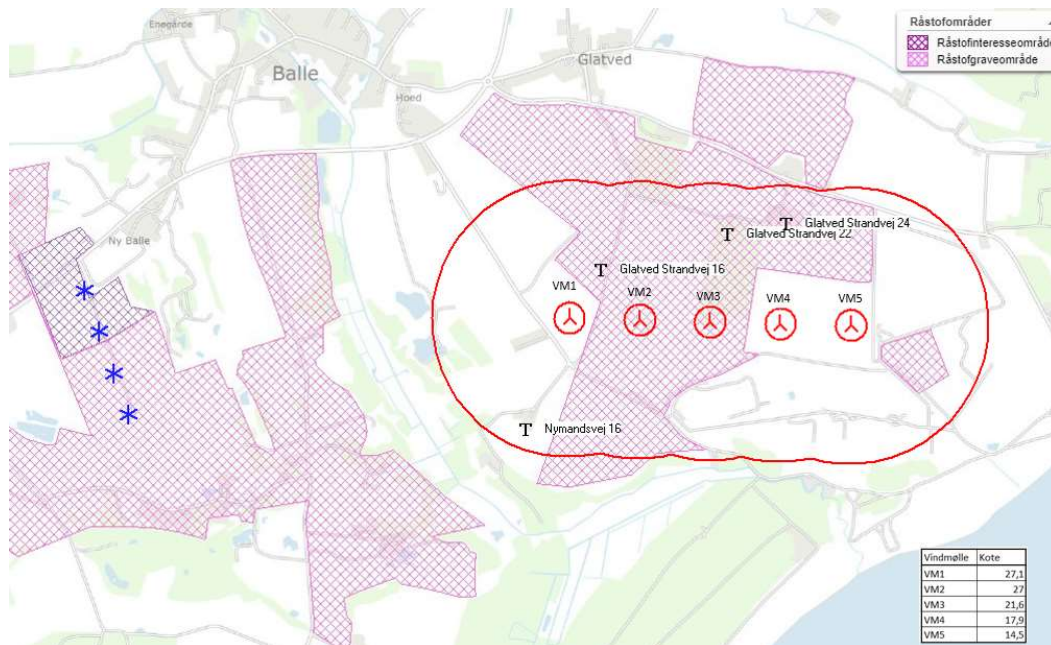 Enøgårde
Råstofområder
Råstofinteresseområde
Råstofgraveområde
Glatved
Balle
Hoed
Glatved Strandvej 24
Glatved Strandvej 22
Ny Balle
Glatved Strandvej 16
VM1
VM2
VM3
VM4
VM5
Nymandsvej 16
Vindmølle Kote
VM1 27,1
VM2 27
VM3 21,6
VM4 17,9
VM5 14,5